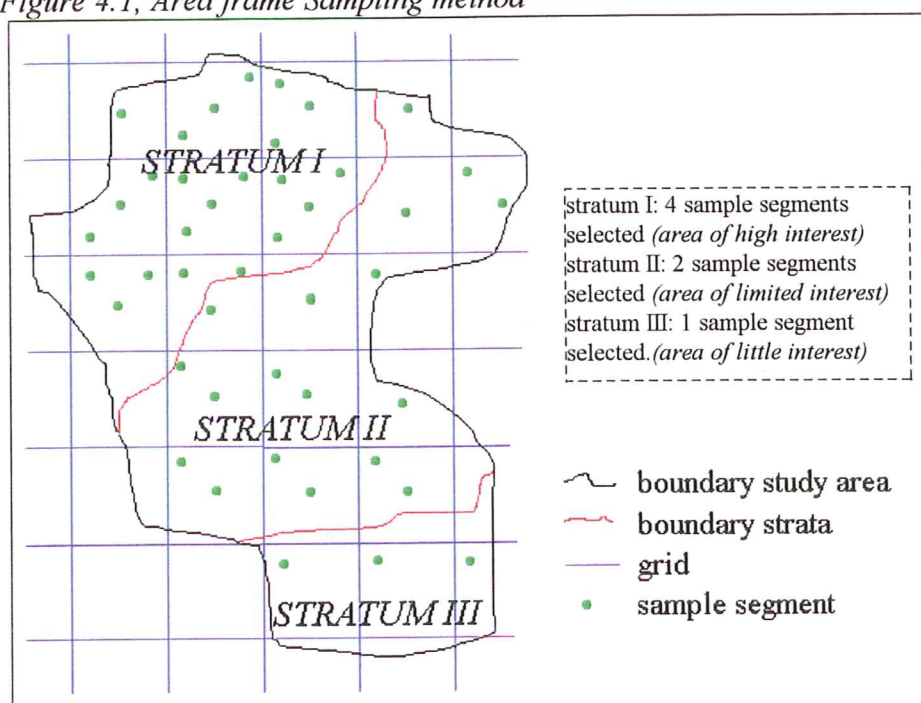 Figure 4.1, Area frame Sampling method
STRATUM I
stratum I: 4 sample segments
selected (area of high interest)
stratum II: 2 sample segments
selected (area of limited interest)
stratum III: 1 sample segment
selected.(area of little interest)
STRATUM II
boundary study area
boundary strata
grid
sample segment
STRATUM III